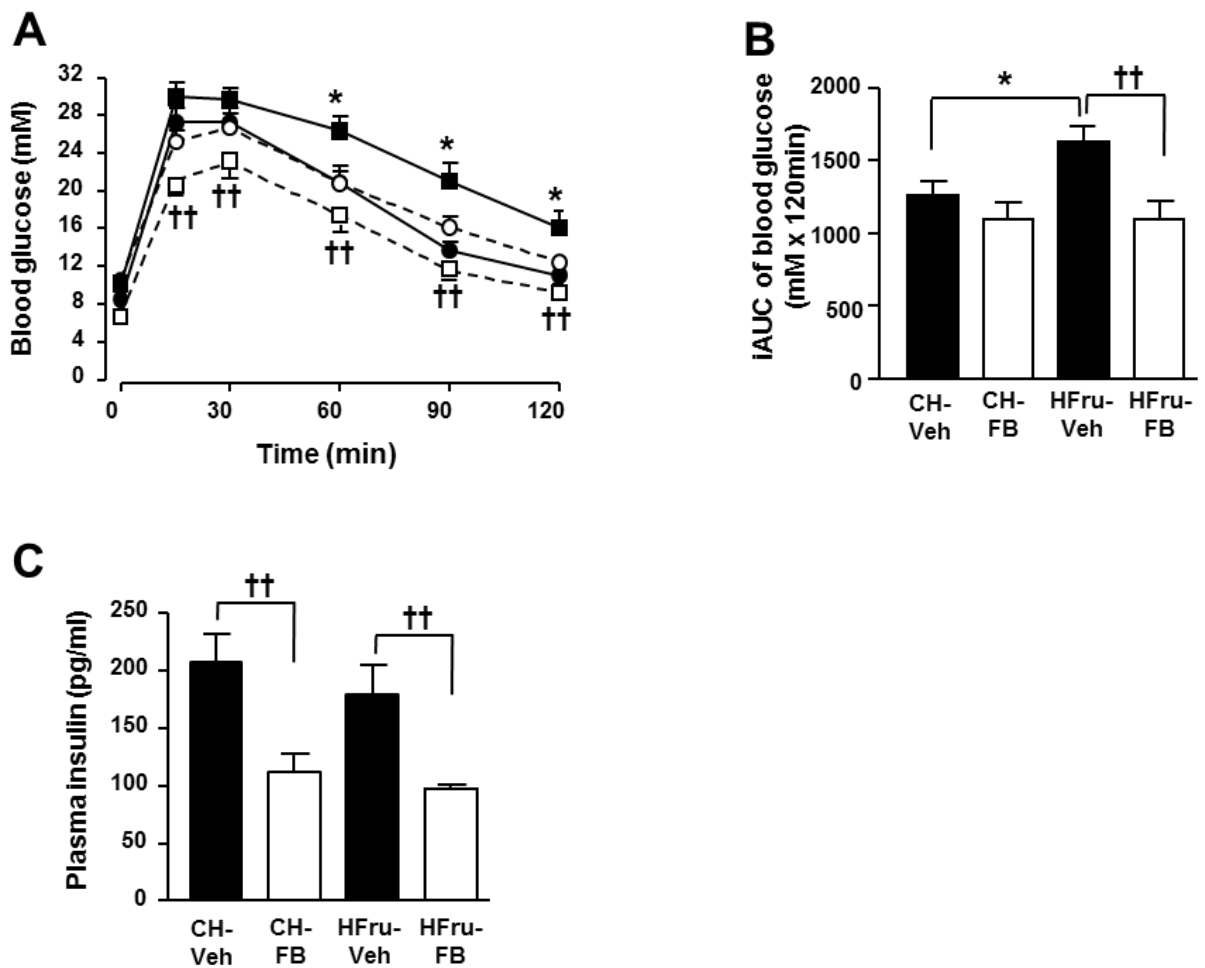 A
Blood glucose (mM)
32
28
24
20
16
12
8
4
0
*
*
*
††
††
††
††
††
0 30 60 90 120
Time (min)
B
iAUC of blood glucose
(mM x 120min)
2000
1500
1000
500
0
* ††
CH- CH- HFru- HFru-
Veh FB Veh FB
C
Plasma insulin (pg/ml)
250
200
150
100
50
0
†† ††
CH- CH- HFru- HFru-
Veh FB Veh FB